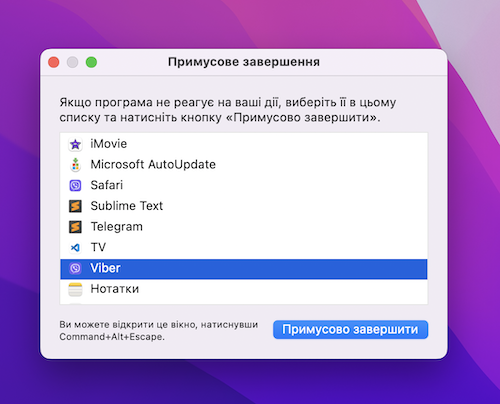 Примусове завершення
Якщо програма не реагує на ваші дії, виберіть її в цьому
списку та натисніть кнопку «Примусово завершити».
iMovie
Microsoft AutoUpdate
Safari
Sublime Text
Telegram
TV
Viber
Нотатки
Ви можете відкрити це вікно, натиснувши
Command+Alt+Escape.
Примусово завершити